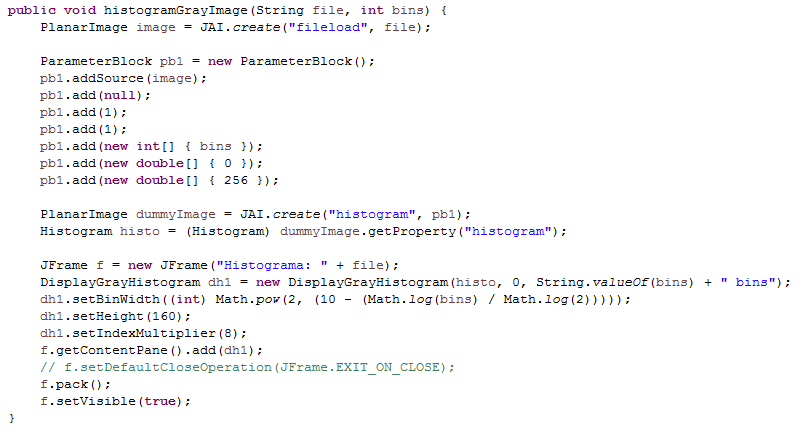 public void histogramGrayImage(String file, int bins) {
    PlanarImage image = JAI.create("fileload", file);

    ParameterBlock pb1 = new ParameterBlock();
    pb1.addSource(image);
    pb1.add(null);
    pb1.add(1);
    pb1.add(1);
    pb1.add(new int[] { bins });
    pb1.add(new double[] { 0 });
    pb1.add(new double[] { 256 });

    PlanarImage dummyImage = JAI.create("histogram", pb1);
    Histogram histo = (Histogram) dummyImage.getProperty("histogram");

    JFrame f = new JFrame("Histograma: " + file);
    DisplayGrayHistogram dh1 = new DisplayGrayHistogram(histo, 0, String.valueOf(bins) + " bins");
    dh1.setBinWidth((int) Math.pow(2, (10 - (Math.log(bins) / Math.log(2)))));
    dh1.setHeight(160);
    dh1.setIndexMultiplier(8);
    f.getContentPane().add(dh1);
    // f.setDefaultCloseOperation(JFrame.EXIT_ON_CLOSE);
    f.pack();
    f.setVisible(true);
}